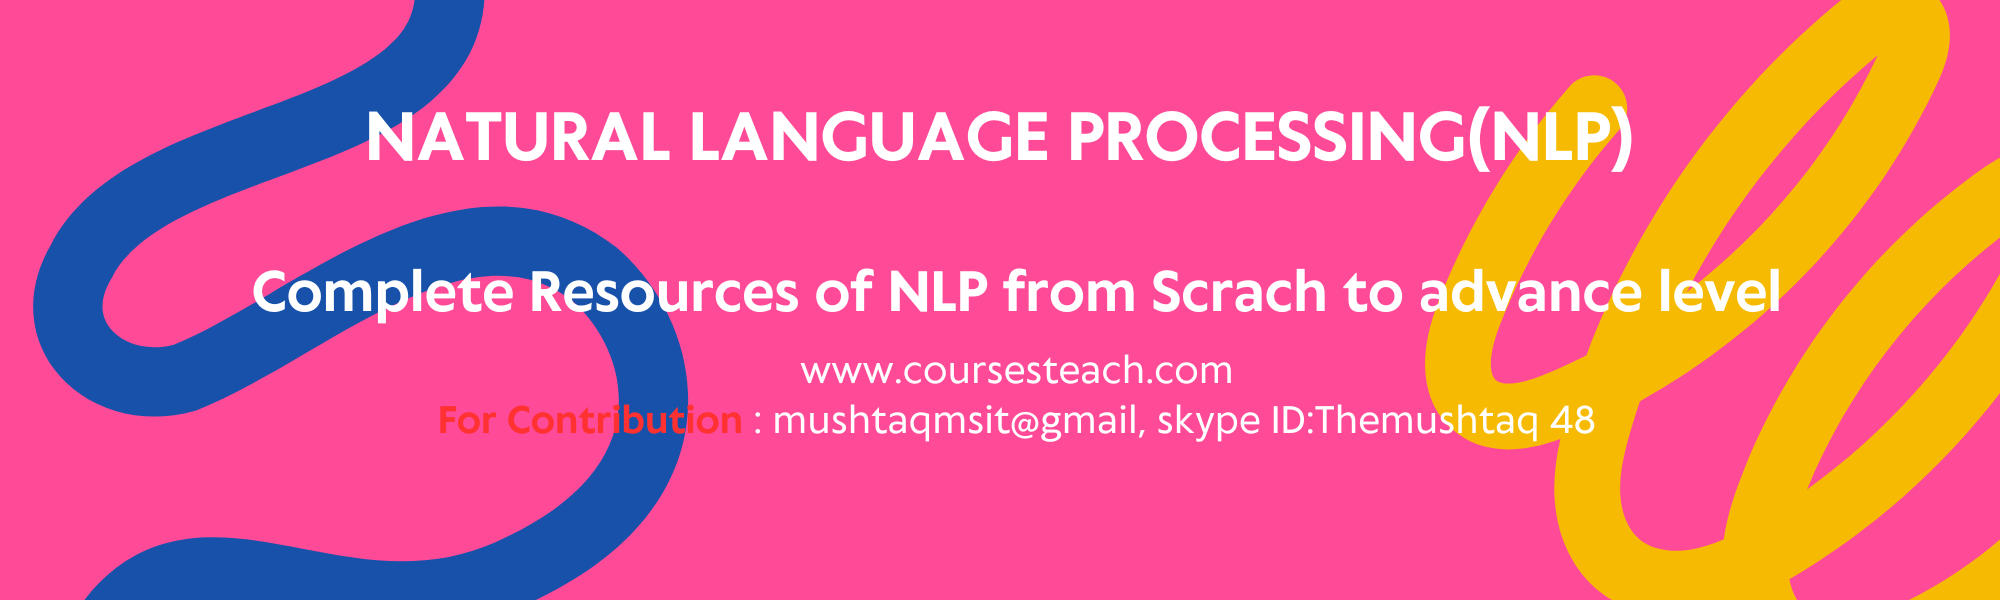 NATURAL LANGUAGE PROCESSING(NLP)
Complete Resources of NLP from Scrach to advance level
www.coursesteach.com
For Contribution : mushtaqmsit@gmail, skype ID:Themushtaq 48